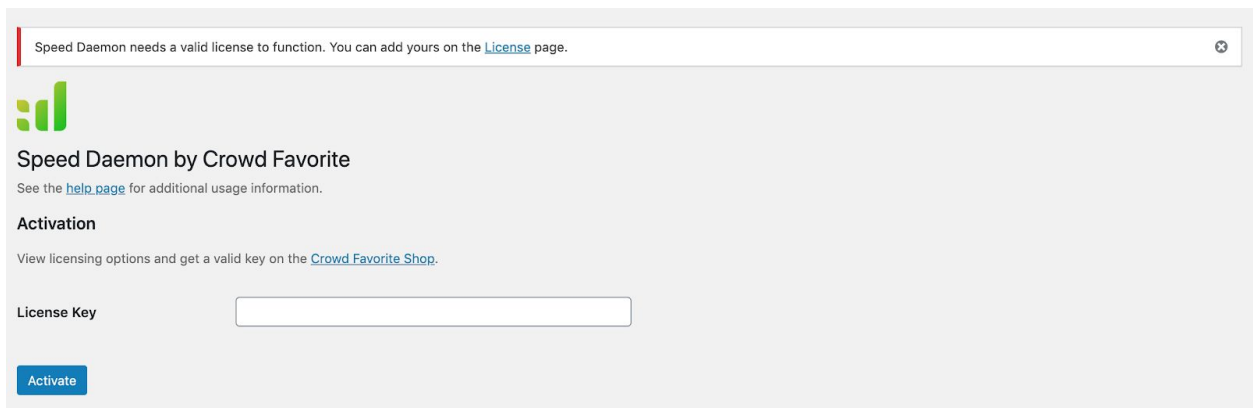 Speed Daemon needs a valid license to function. You can add yours on the License page.
Speed Daemon by Crowd Favorite
See the help page for additional usage information.
Activation
View licensing options and get a valid key on the Crowd Favorite Shop.
License Key
Activate